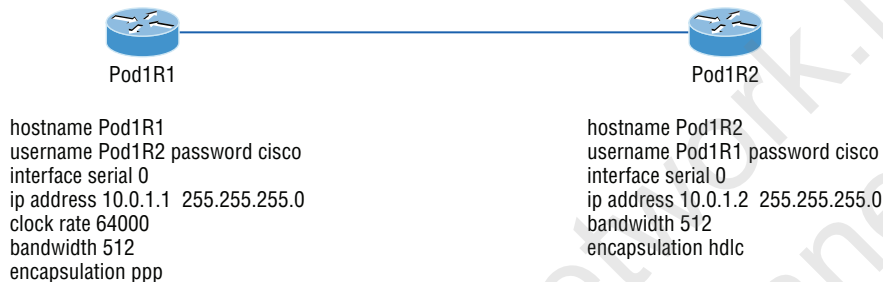 Pod1R1
Pod1R2
hostname Pod1R1
username Pod1R2 password cisco
interface serial 0
ip address 10.0.1.1 255.255.255.0
clock rate 64000
bandwidth 512
encapsulation ppp
hostname Pod1R2
username Pod1R1 password cisco
interface serial 0
ip address 10.0.1.2 255.255.255.0
bandwidth 512
encapsulation hdlc